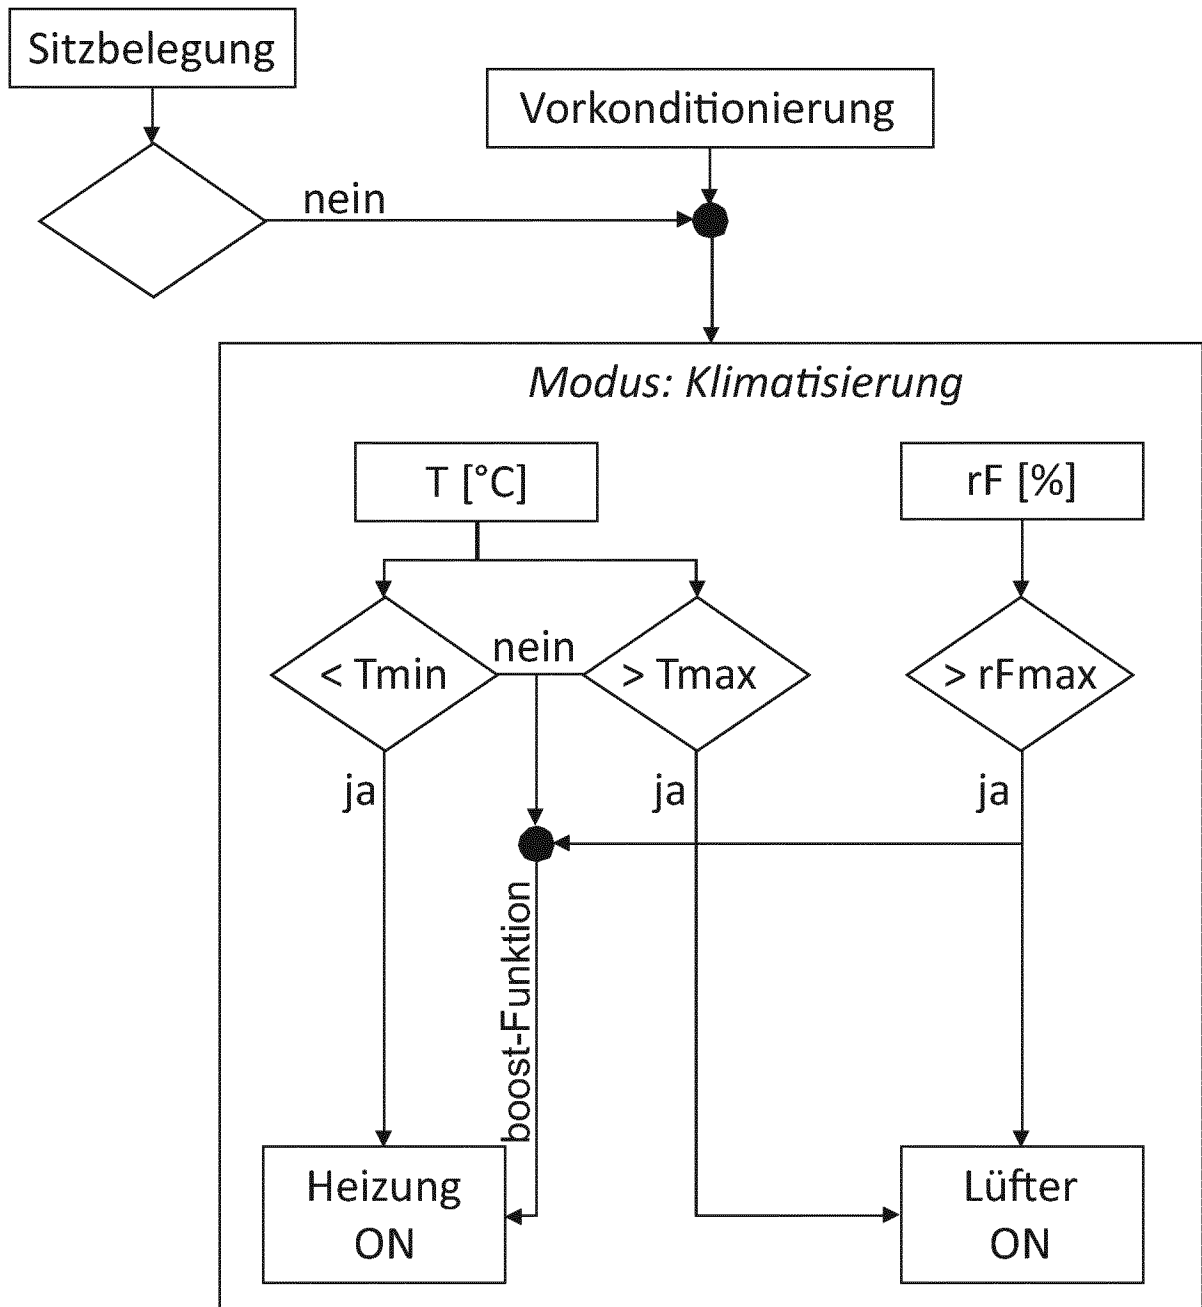 Sitzbelegung
Vorkonditionierung
nein
Modus: Klimatisierung
T [°C]
rF [%]
< Tmin
nein
> Tmax
> rFmax
ja
ja
ja
boost-Funktion
Heizung
ON
Lüfter
ON